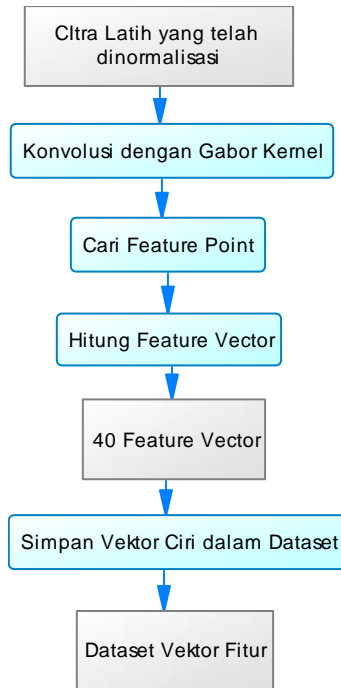 CItra Latih yang telah
dinormalisasi
Konvolusi dengan Gabor Kernel
Cari Feature Point
Hitung Feature Vector
40 Feature Vector
Simpan Vektor Ciri dalam Dataset
Dataset Vektor Fitur